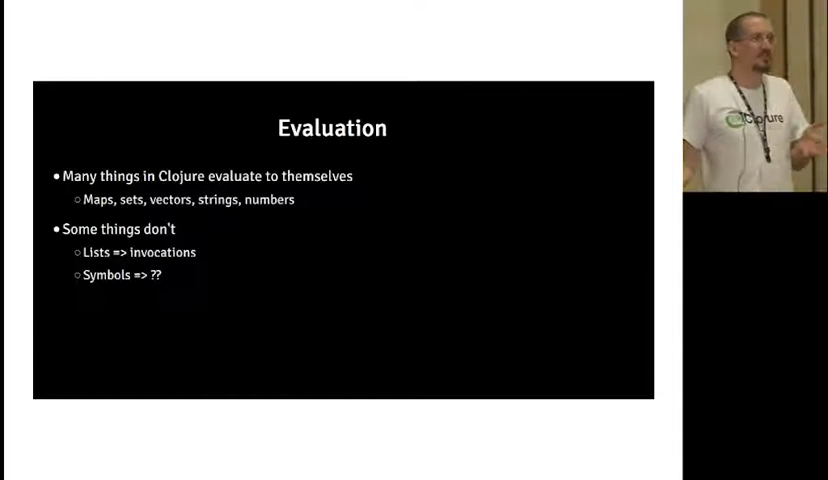 Evaluation
•Many things in Clojure evaluate to themselves
○Maps, sets, vectors, strings, numbers
•Some things don't
○Lists => invocations
○Symbols => ??
Clojure